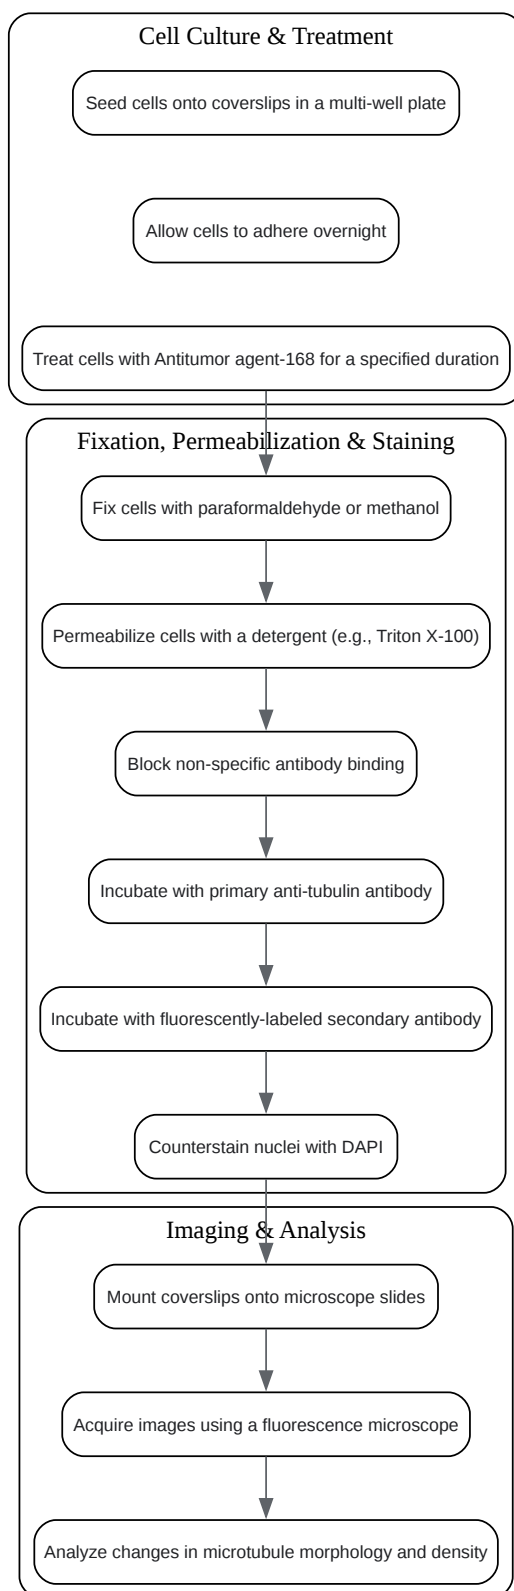 Cell Culture & Treatment
Seed cells onto coverslips in a multi-well plate
Allow cells to adhere overnight
Treat cells with Antitumor agent-168 for a specified duration
Fixation, Permeabilization & Staining
Fix cells with paraformaldehyde or methanol
Permeabilize cells with a detergent (e.g., Triton X-100)
Block non-specific antibody binding
Incubate with primary anti-tubulin antibody
Incubate with fluorescently-labeled secondary antibody
Counterstain nuclei with DAPI
Imaging & Analysis
Mount coverslips onto microscope slides
Acquire images using a fluorescence microscope
Analyze changes in microtubule morphology and density